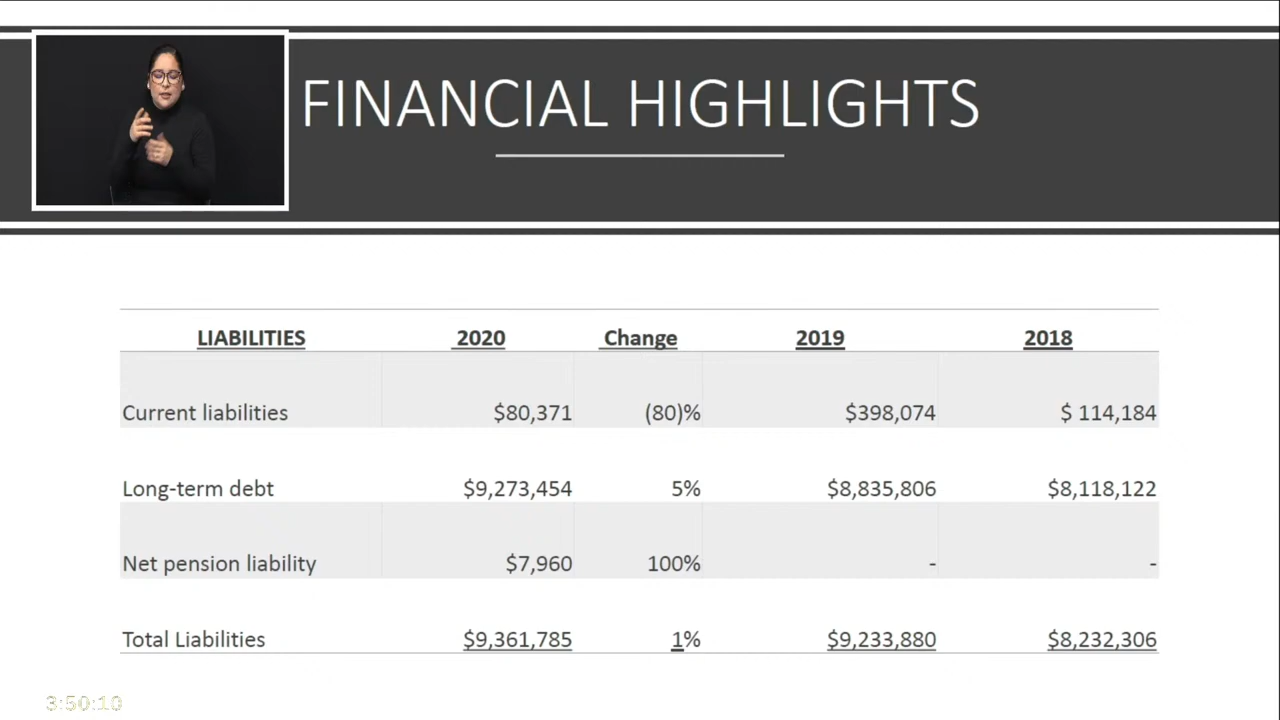 FINANCIAL HIGHLIGHTS
LIABILITIES 2020 Change 2019 2018
Current liabilities $80,371 (80)% $398,074 $ 114,184
Long-term debt $9,273,454 5% $8,835,806 $8,118,122
Net pension liability $7,960 100% - -
Total Liabilities $9,361,785 1% $9,233,880 $8,232,306
3:50:10